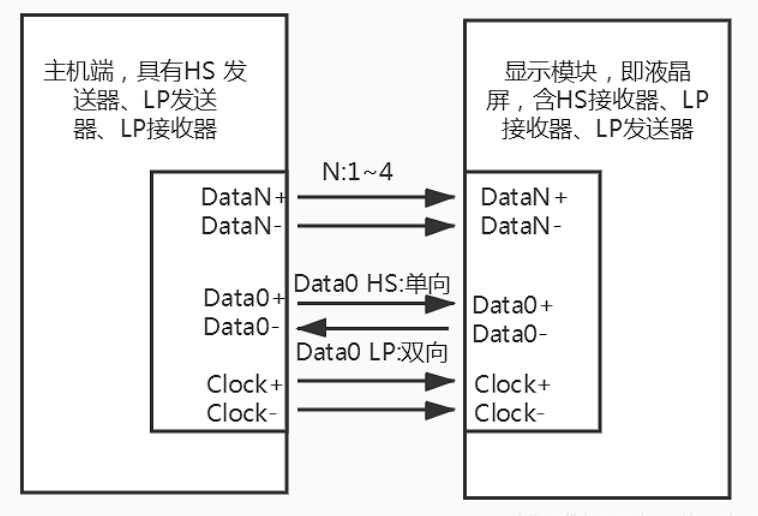 主机端，具有HS 发
送器、LP发送
器、LP接收器
显示模块，即液晶
屏，含HS接收器、LP
接收器、LP发送器
N:1~4
DataN+
DataN-
DataN+
DataN-
Data0 HS:单向
Data0+
Data0-
Data0+
Data0-
Data0 LP:双向
Clock+
Clock-
Clock+
Clock-